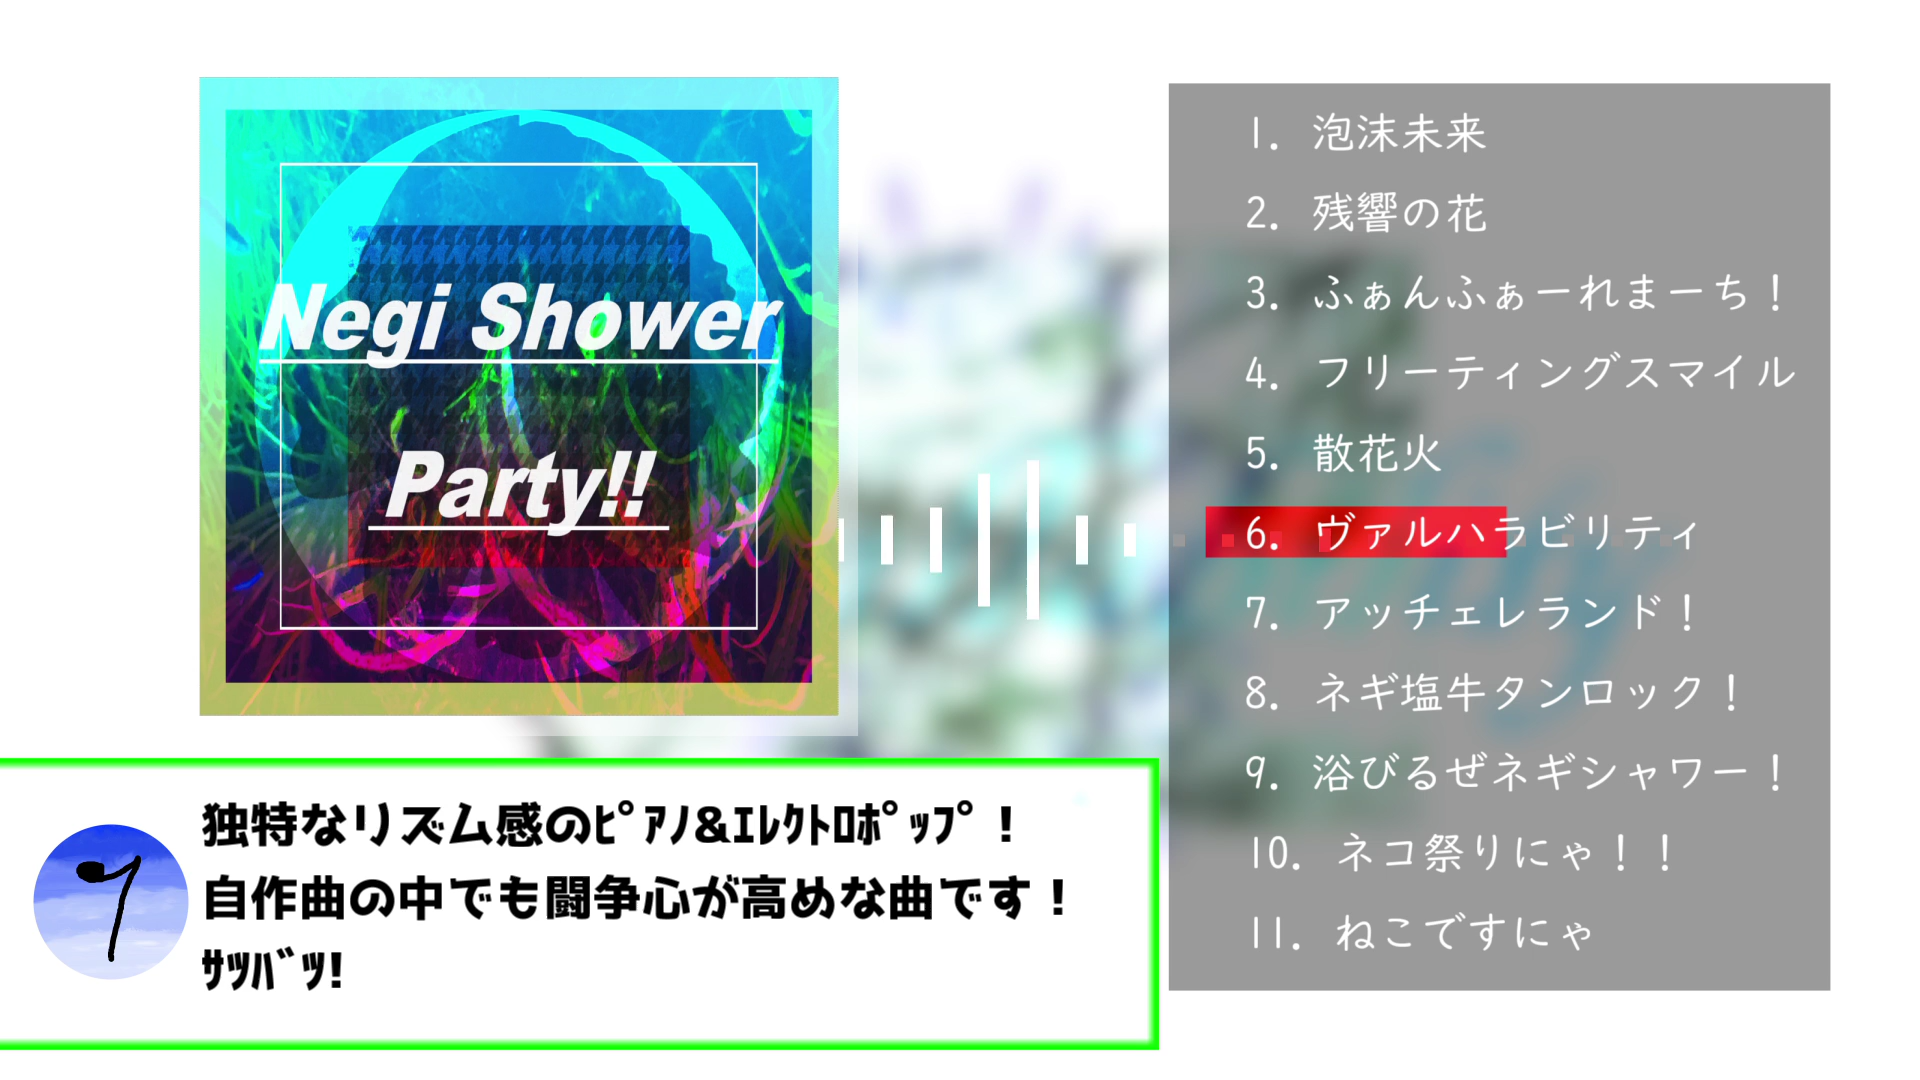 Negi Shower
Party!!
1. 泡沫未来
2. 残響の花
3. ふぁんふぁーれまーち！
4. フリーティングスマイル
5. 散花火
6. ヴァルハラビリティ
7. アッチェレランド！
8. ネギ塩牛タンロック！
9. 浴びるぜネギシャワー！
10. ネコ祭りにゃ！！
11. ねこですにゃ
独特なリズム感のﾋﾟｱﾉ&ｴﾚｸﾄﾛﾎﾟｯﾌﾟ！
自作曲の中でも闘争心が高めな曲です！
ｻﾂﾊﾞﾂ!